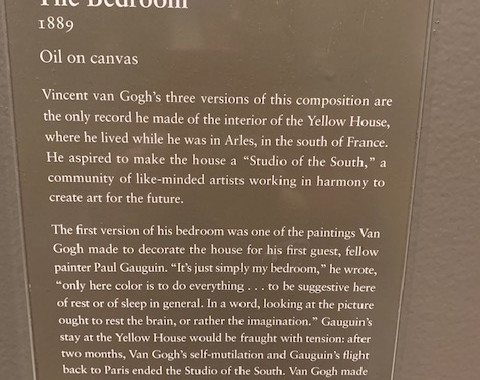 The Bedroom
1889
Oil on canvas
Vincent van Gogh's three versions of this composition are
the only record he made of the interior of the Yellow House,
where he lived while he was in Arles, in the south of France.
He aspired to make the house a “Studio of the South,” a
community of like-minded artists working in harmony to
create art for the future.
The first version of his bedroom was one of the paintings Van
Gogh made to decorate the house for his first guest, fellow
painter Paul Gauguin. “It's just simply my bedroom,” he wrote,
“only here color is to do everything . . . to be suggestive here
of rest or of sleep in general. In a word, looking at the picture
ought to rest the brain, or rather the imagination.” Gauguin's
stay at the Yellow House would be fraught with tension: after
two months, Van Gogh's self-mutilation and Gauguin's flight
back to Paris ended the Studio of the South. Van Gogh made